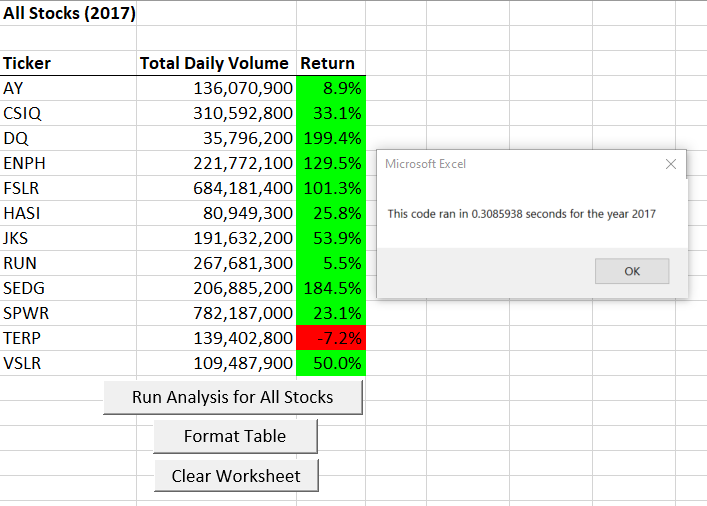 All Stocks (2017)
Ticker Total Daily Volume Return
AY 136,070,900 8.9%
CSIQ 310,592,800 33.1%
DQ 35,796,200 199.4%
ENPH 221,772,100 129.5%
FSLR 684,181,400 101.3%
HASI 80,949,300 25.8%
JKS 191,632,200 53.9%
RUN 267,681,300 5.5%
SEDG 206,885,200 184.5%
SPWR 782,187,000 23.1%
TERP 139,402,800 -7.2%
VSLR 109,487,900 50.0%
Run Analysis for All Stocks
Format Table
Clear Worksheet
Microsoft Excel
This code ran in 0.3085938 seconds for the year 2017
OK